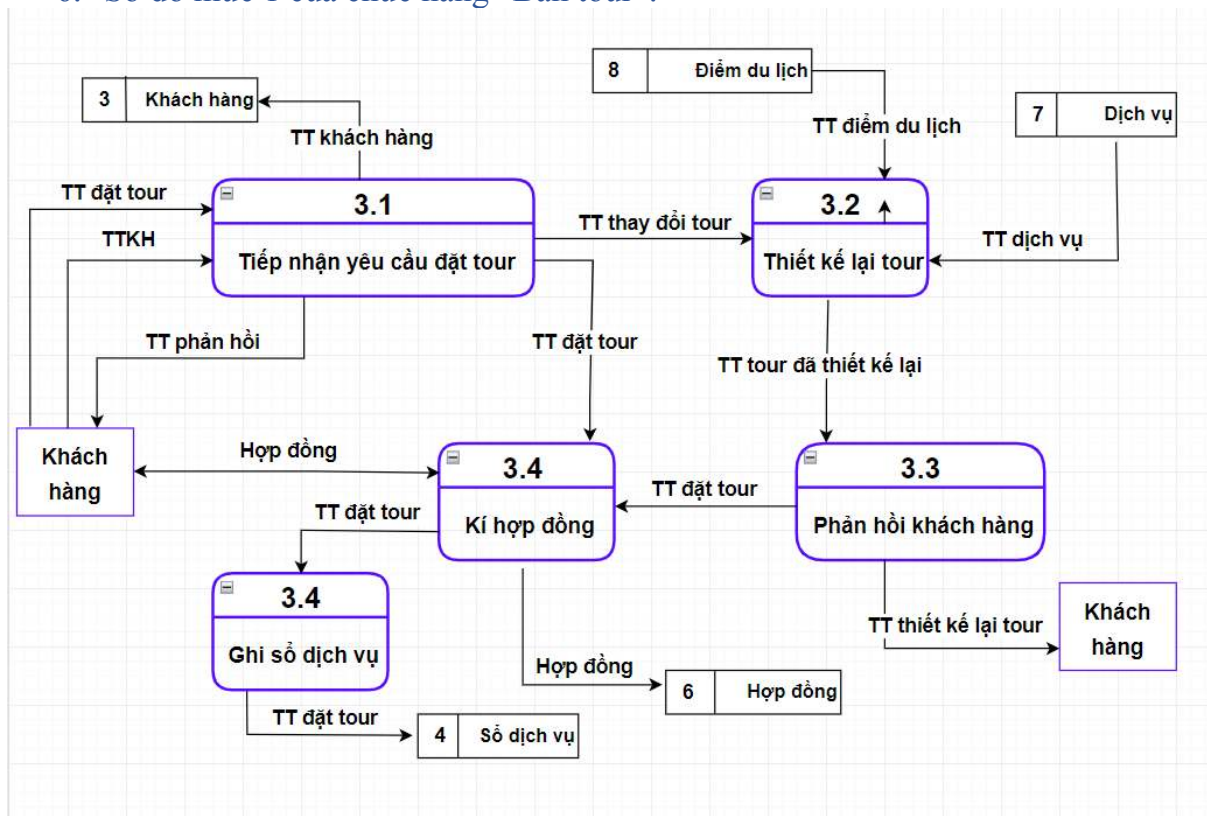 8
Điểm du lịch
3
Khách hàng
7
Dịch vụ
TT khách hàng
TT điểm du lịch
TT đặt tour
3.1
3.2
TT thay đổi tour
TTKH
TT dịch vụ
Tiếp nhận yêu cầu đặt tour
Thiết kế lại tour
TT phản hồi
TT đặt tour
TT tour đã thiết kế lại
Khách
hàng
Hợp đồng
3.4
3.3
TT đặt tour
TT đặt tour
Kí hợp đồng
Phản hồi khách hàng
3.4
Ghi sổ dịch vụ
TT thiết kế lại tour
Khách
hàng
Hợp đồng
6
Hợp đồng
TT đặt tour
4
Sổ dịch vụ